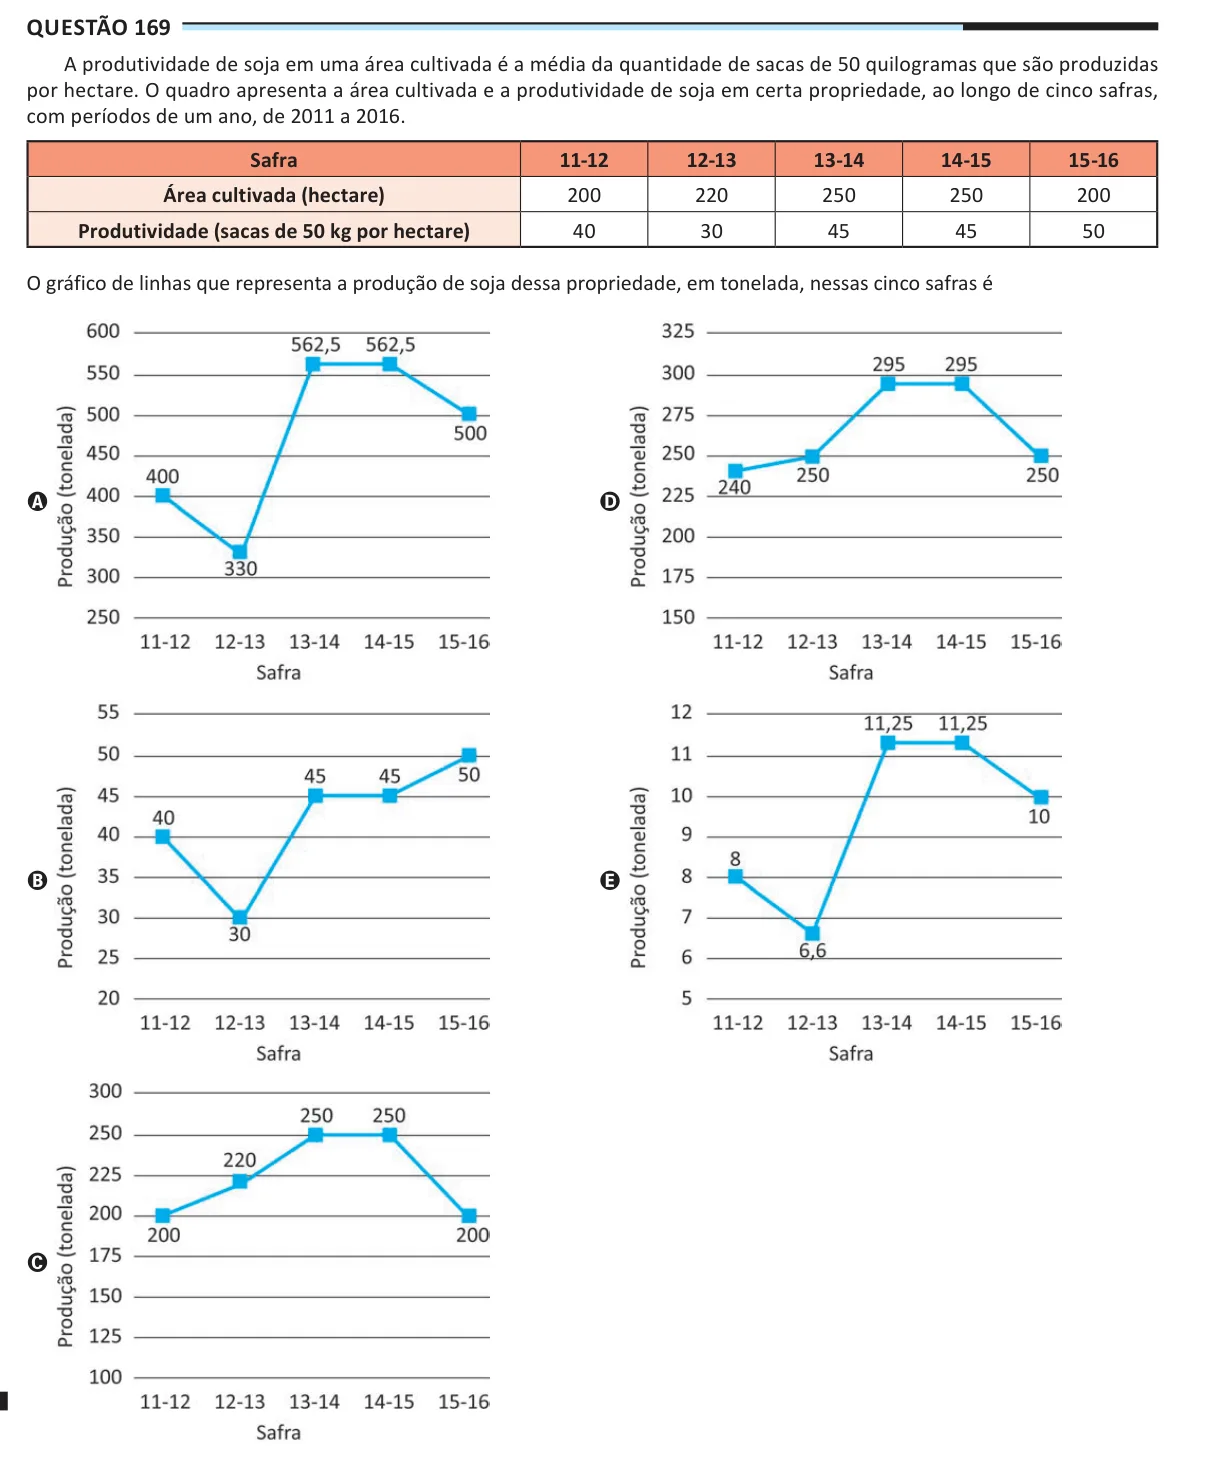 QUESTÃO 169
A produtividade de soja em uma área cultivada é a média da quantidade de sacas de 50 quilogramas que são produzidas
por hectare. O quadro apresenta a área cultivada e a produtividade de soja em certa propriedade, ao longo de cinco safras,
com períodos de um ano, de 2011 a 2016.
Safra 11-12 12-13 13-14 14-15 15-16
Área cultivada (hectare) 200 220 250 250 200
Produtividade (sacas de 50 kg por hectare) 40 30 45 45 50
O gráfico de linhas que representa a produção de soja dessa propriedade, em tonelada, nessas cinco safras é
A
Produção (tonelada)
600
550
500
450
400
350
300
250
400
330
562,5
562,5
500
11-12 12-13 13-14 14-15 15-16
Safra
B
Produção (tonelada)
55
50
45
40
35
30
25
20
40
30
45
45
50
11-12 12-13 13-14 14-15 15-16
Safra
C
Produção (tonelada)
300
250
225
200
175
150
125
100
200
220
250
250
200
11-12 12-13 13-14 14-15 15-16
Safra
D
Produção (tonelada)
325
300
275
250
225
200
175
150
240
250
295
295
250
11-12 12-13 13-14 14-15 15-16
Safra
E
Produção (tonelada)
12
11
10
9
8
7
6
5
8
6,6
11,25
11,25
10
11-12 12-13 13-14 14-15 15-16
Safra